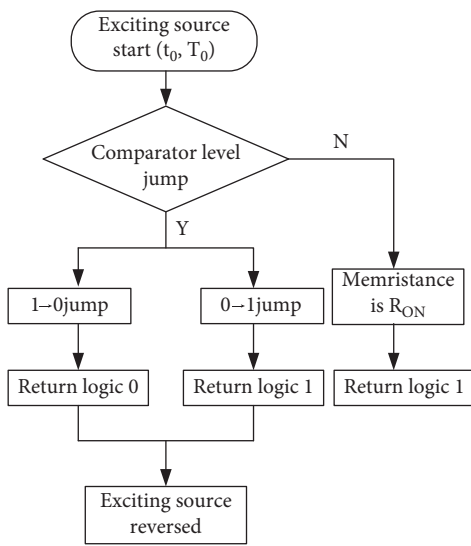 Exciting source
start (t₀, T₀)
Comparator level
jump
N
Y
1→0jump
0→1jump
Memristance
is R_ON
Return logic 0
Return logic 1
Return logic 1
Exciting source
reversed